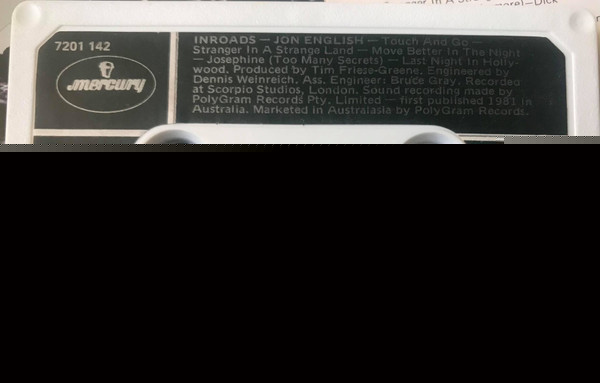 7201 142
mercury
INROADS — JON ENGLISH — Touch And Go —
Stranger In A Strange Land — Move Better In The Night
— Josephine (Too Many Secrets) — Last Night In Holly-
wood. Produced by Tim Friese-Greene. Engineered by
Dennis Weinreich. Ass. Engineer: Bruce Gray. Recorded
at Scorpio Studios, London. Sound recording made by
PolyGram Records Pty. Limited — first published 1981 in
Australia. Marketed in Australasia by PolyGram Records.